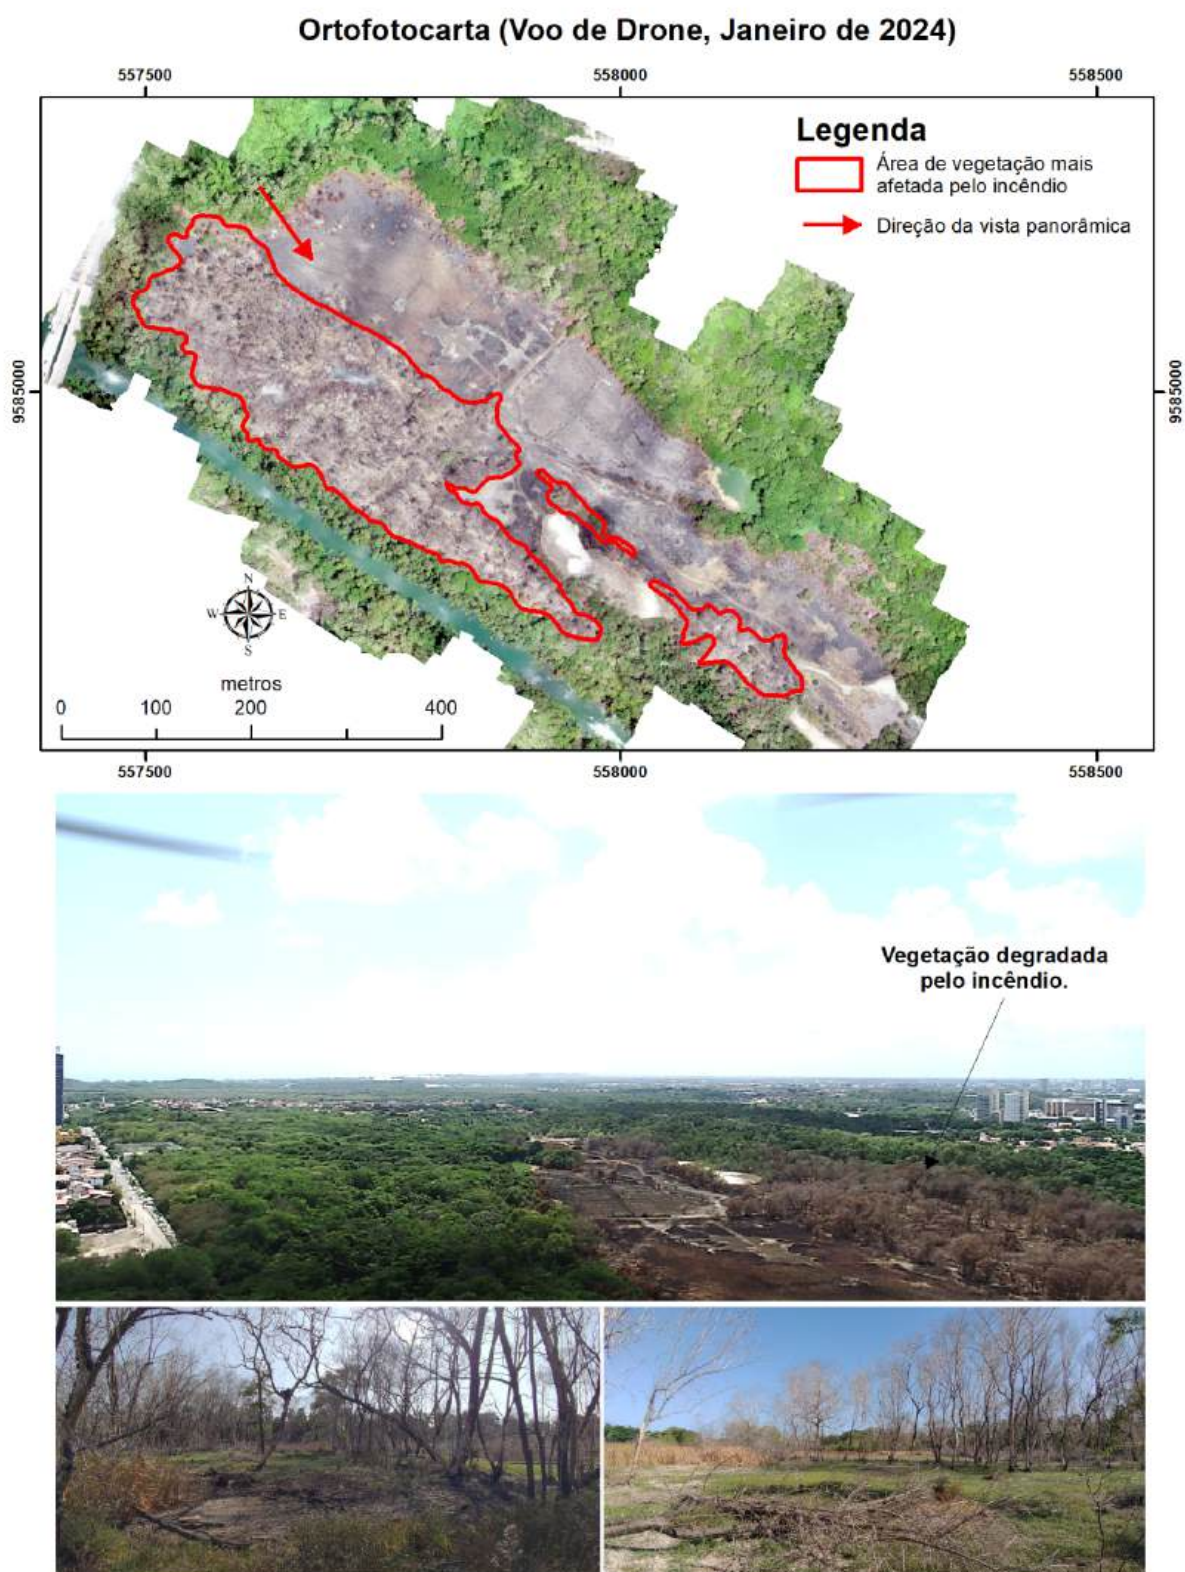 Ortofotocarta (Voo de Drone, Janeiro de 2024)
557500
558000
558500
Legenda
Área de vegetação mais
afetada pelo incêndio
Direção da vista panorâmica
9585000
9585000
N
W
E
S
metros
0
100
200
400
557500
558000
558500
Vegetação degradada
pelo incêndio.